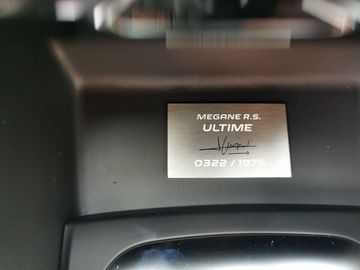 MEGANE R.S.
ULTIME
0322 / 1976